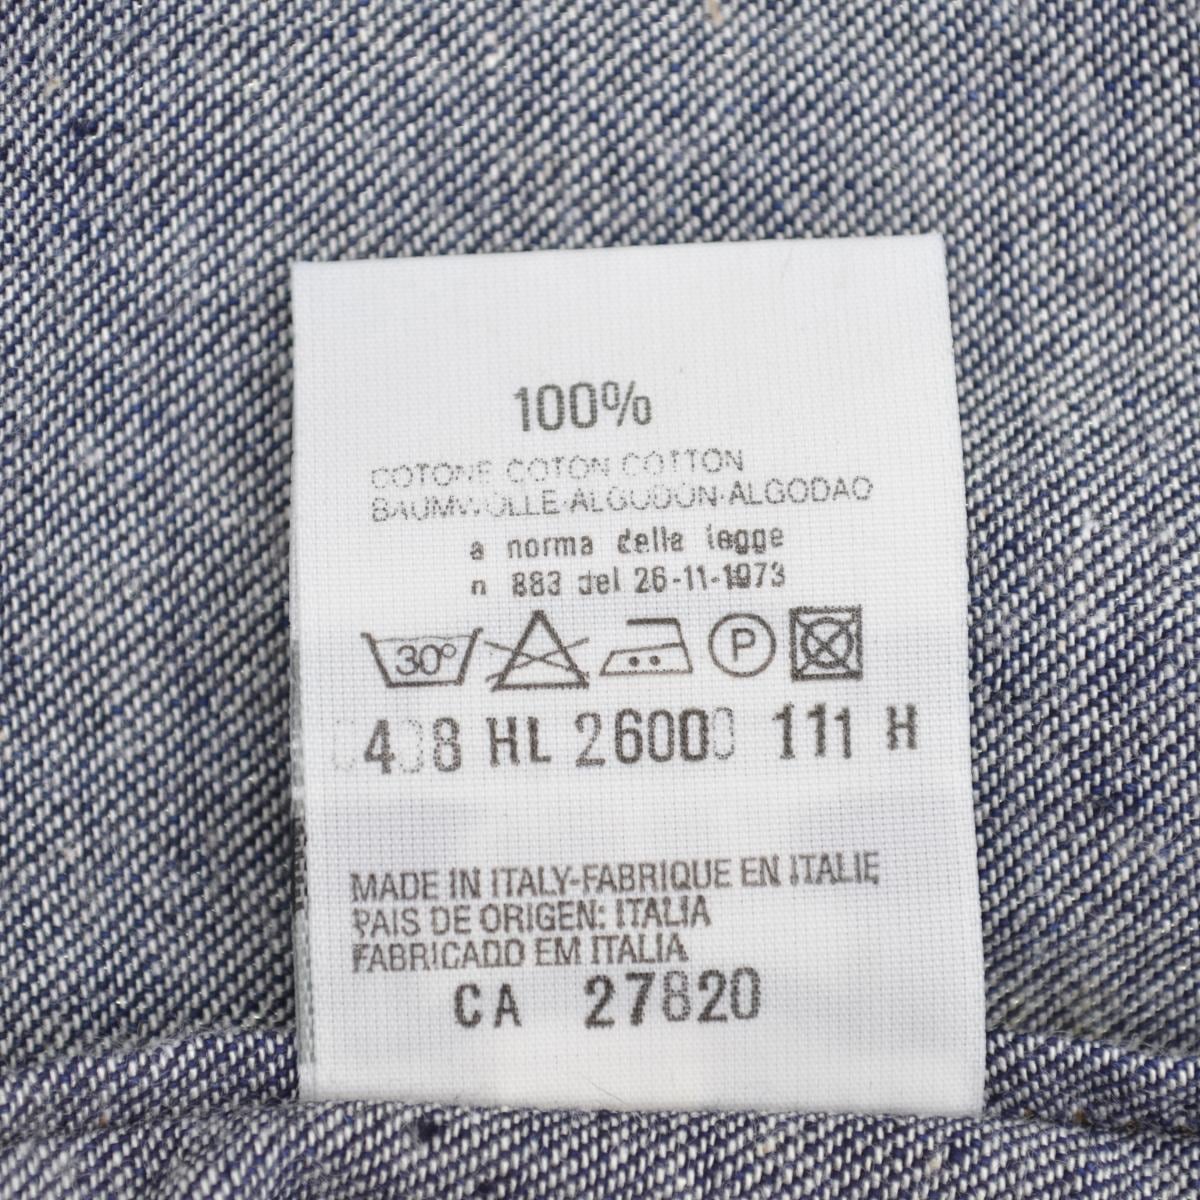 100%
COTONE COTON COTTON
BAUMWOLLE-ALGODON-ALGODAO
a norma della legge
n 883 del 26-11-1973
30° P
HL 111 H
MADE IN ITALY-FABRIQUE EN ITALIE
PAIS DE ORIGEN: ITALIA
FABRICADO EM ITALIA
CA 27820